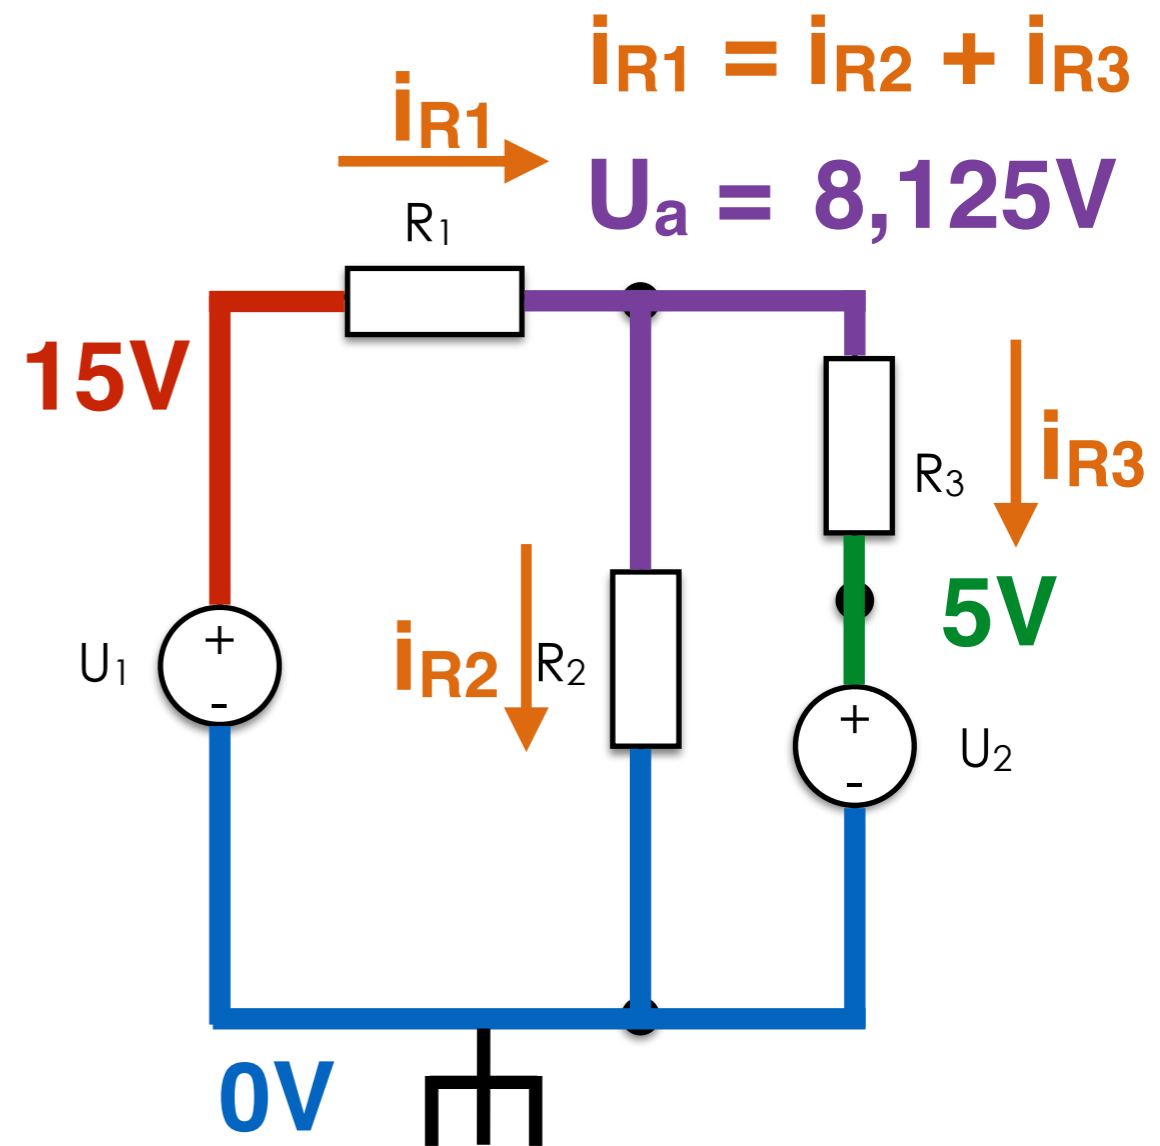 iR1 = iR2 + iR3
iR1
Ua = 8,125V
R1
15V
iR3
R3
5V
iR2
R2
U1
+
-
+
-
U2
0V